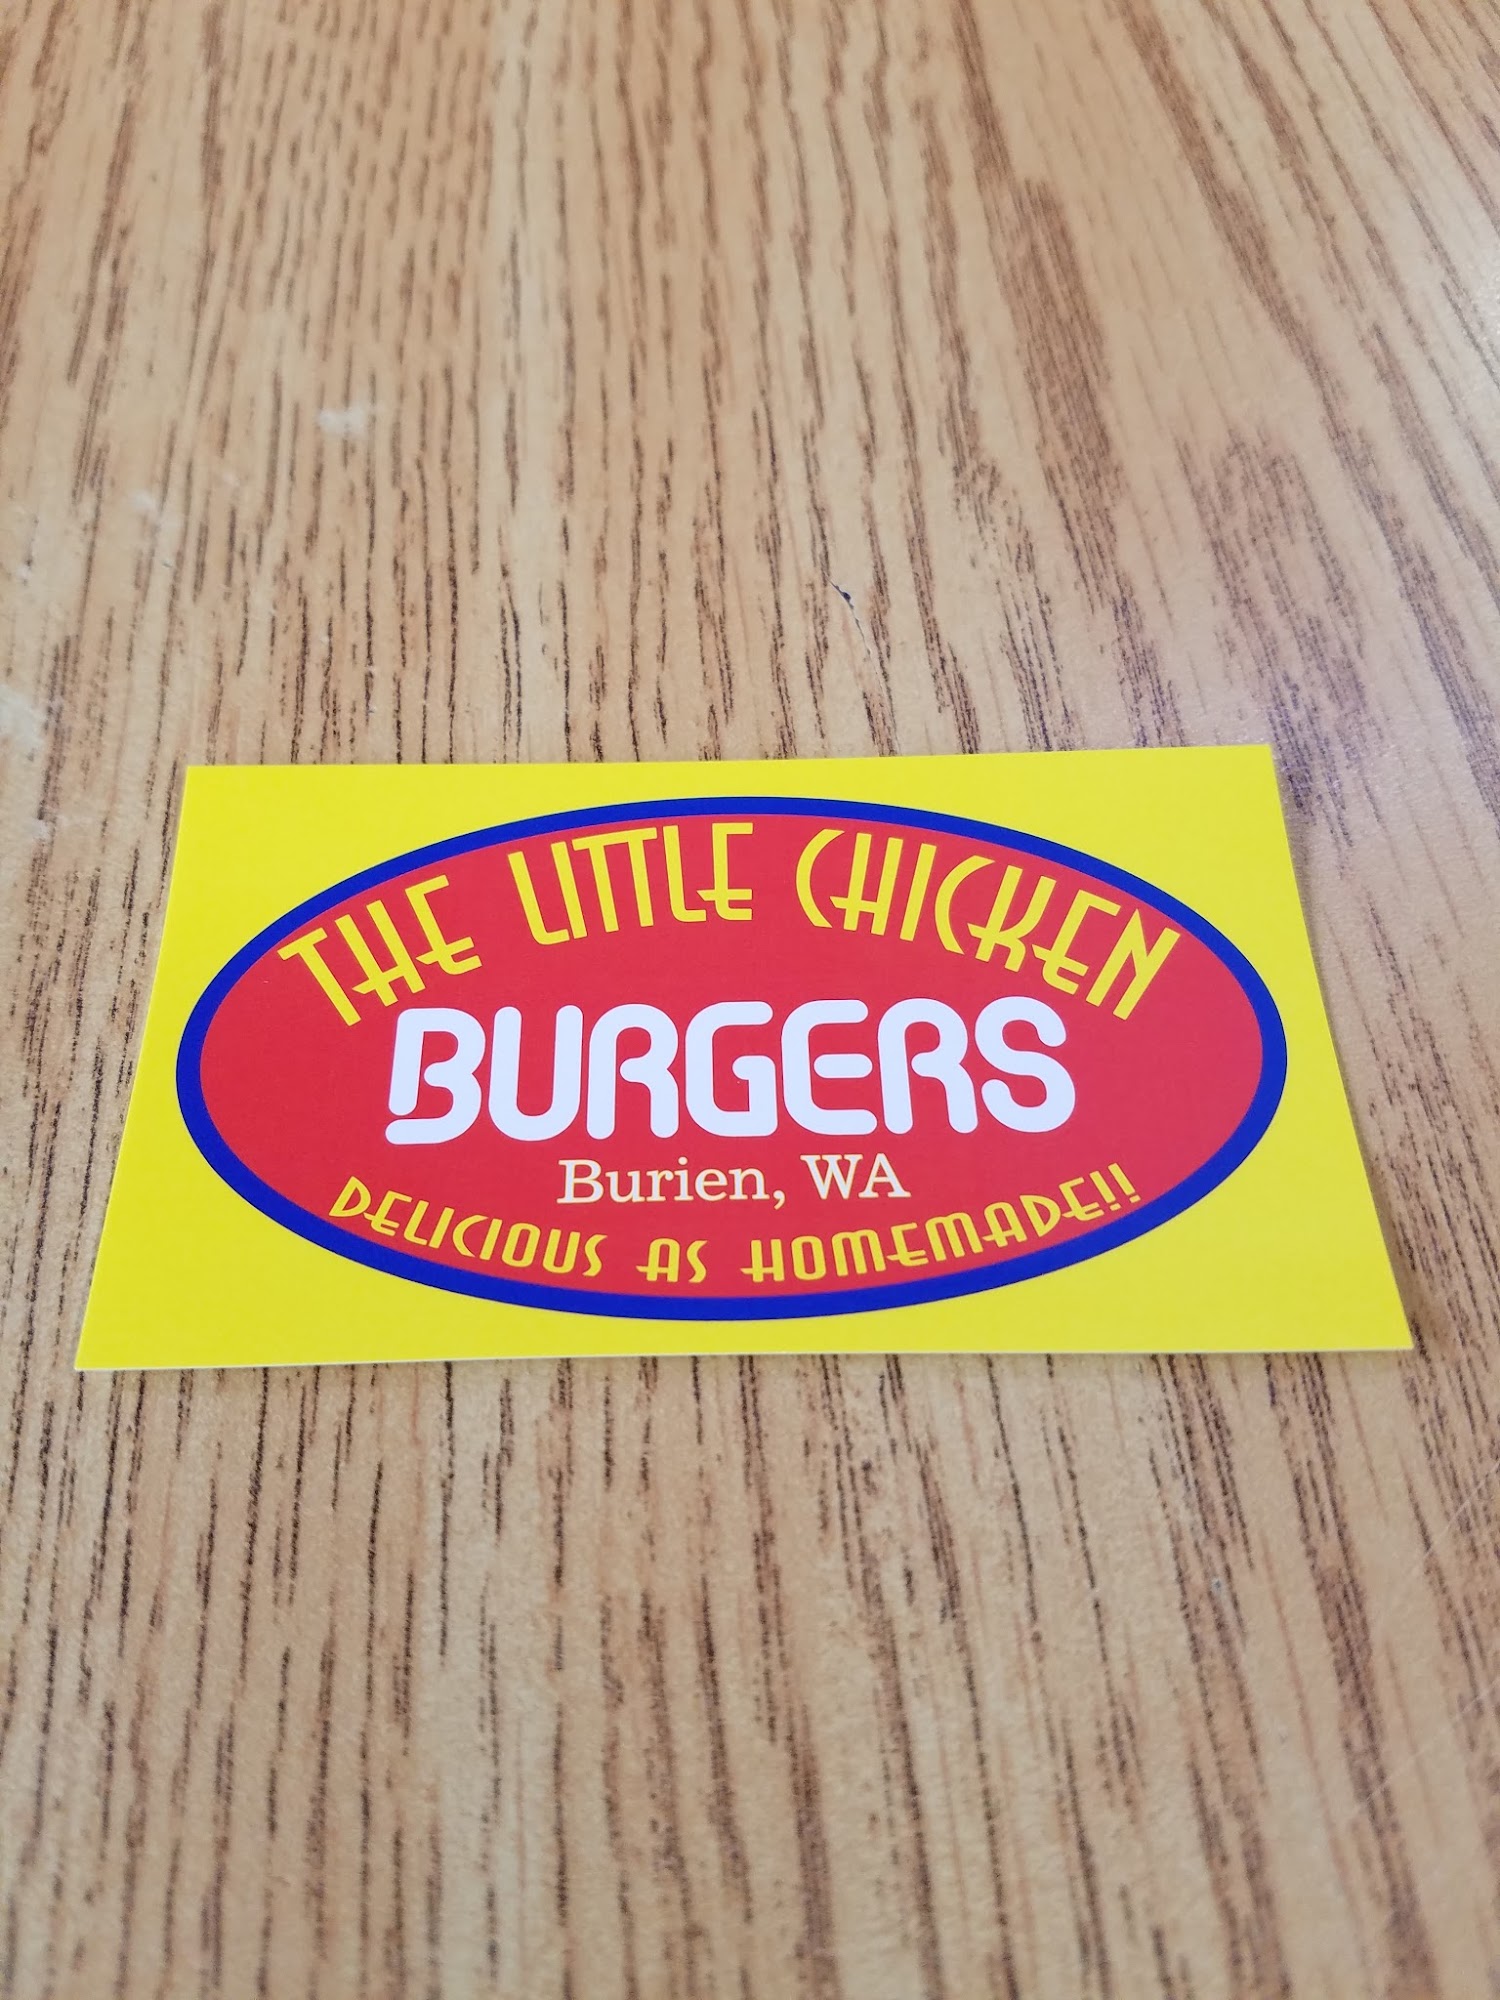 THE LITTLE CHICKEN
BURGERS
Burien, WA
DELICIOUS AS HOMEMADE!!